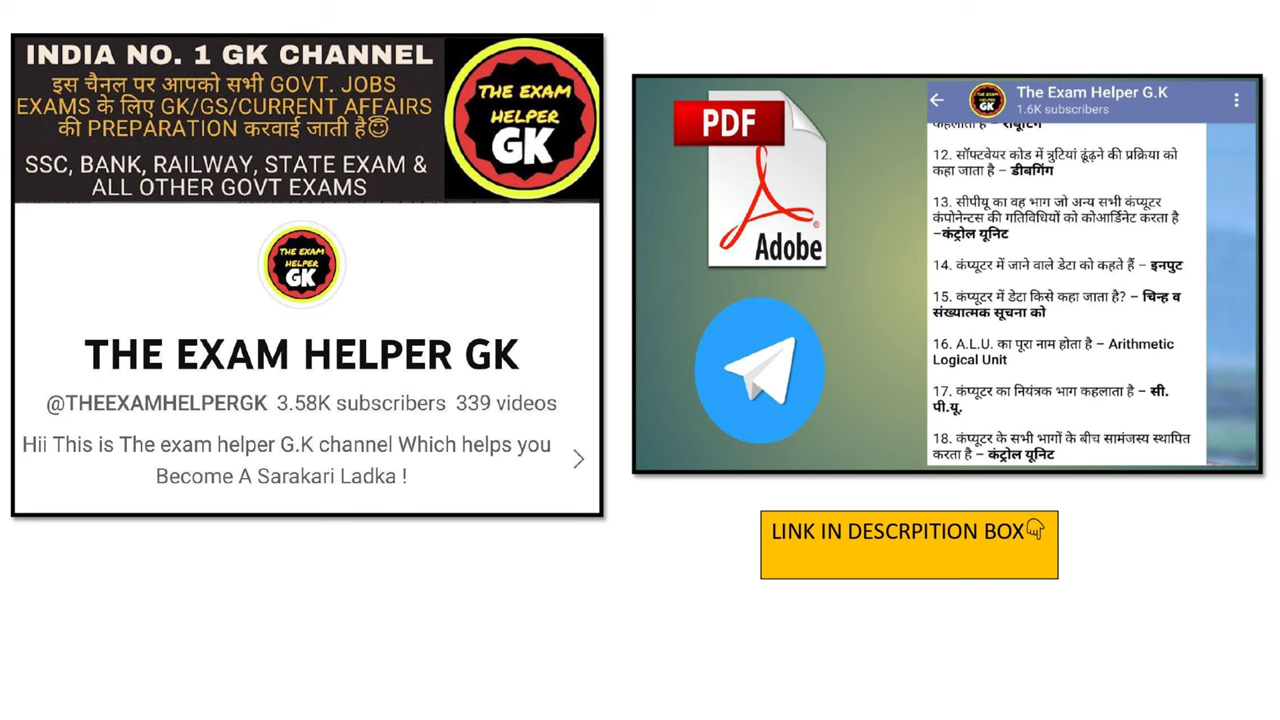 INDIA NO. 1 GK CHANNEL
इस चैनल पर आपको सभी GOVT. JOBS
EXAMS के लिए GK/GS/CURRENT AFFAIRS
की PREPARATION करवाई जाती है😇
SSC, BANK, RAILWAY, STATE EXAM &
ALL OTHER GOVT EXAMS
THE EXAM
HELPER
GK
THE EXAM
HELPER
GK
THE EXAM HELPER GK
@THEEXAMHELPERGK 3.58K subscribers 339 videos
Hii This is The exam helper G.K channel Which helps you
Become A Sarakari Ladka !
PDF
Adobe
The Exam Helper G.K
1.6K subscribers
12. सॉफ्टवेयर कोड में त्रुटियां ढूंढ़ने की प्रक्रिया को
कहा जाता है – डीबगिंग
13. सीपीयू का वह भाग जो अन्य सभी कंप्यूटर
कंपोनेन्टस की गतिविधियों को कोआर्डिनेट करता है
–कंट्रोल यूनिट
14. कंप्यूटर में जाने वाले डेटा को कहते हैं – इनपुट
15. कंप्यूटर में डेटा किसे कहा जाता है? – चिन्ह व
संख्यात्मक सूचना को
16. A.L.U. का पूरा नाम होता है – Arithmetic
Logical Unit
17. कंप्यूटर का नियंत्रक भाग कहलाता है – सी.
पी.यू.
18. कंप्यूटर के सभी भागों के बीच सामंजस्य स्थापित
करता है – कंट्रोल यूनिट
LINK IN DESCRPITION BOX👇